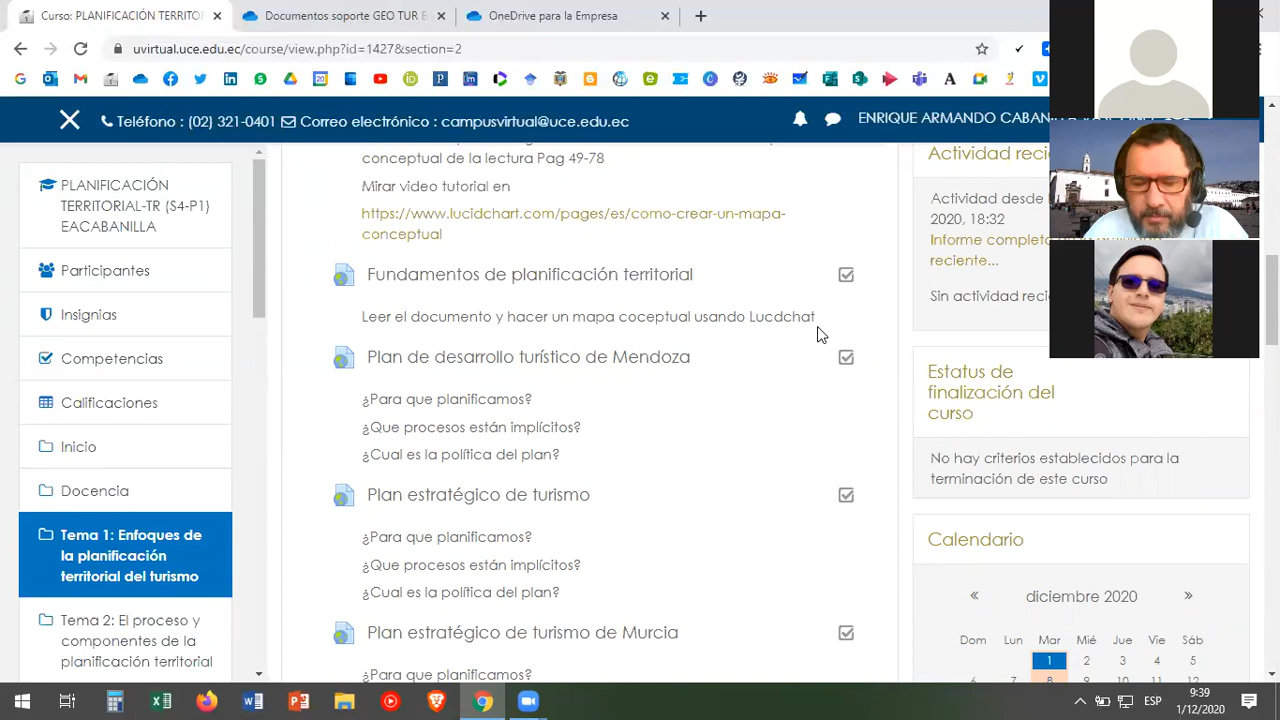 Curso: PLANIFICACIÓN TERRITOR
Documentos soporte GEO TUR E
OneDrive para la Empresa
uvirtual.uce.edu.ec/course/view.php?id=1427&section=2
Teléfono : (02) 321-0401 Correo electrónico : campusvirtual@uce.edu.ec
ENRIQUE ARMANDO CABAN
PLANIFICACIÓN
TERRITORIAL-TR (S4-P1)
EACABANILLA
Participantes
Insignias
Competencias
Calificaciones
Inicio
Docencia
Tema 1: Enfoques de
la planificación
territorial del turismo
Tema 2: El proceso y
componentes de la
planificación territorial
conceptual de la lectura Pag 49-78
Mirar video tutorial en
https://www.lucidchart.com/pages/es/como-crear-un-mapa-
conceptual
Fundamentos de planificación territorial
Leer el documento y hacer un mapa coceptual usando Lucdchat
Plan de desarrollo turístico de Mendoza
¿Para que planificamos?
¿Que procesos están implícitos?
¿Cual es la política del plan?
Plan estratégico de turismo
¿Para que planificamos?
¿Que procesos están implícitos?
¿Cual es la política del plan?
Plan estratégico de turismo de Murcia
¿Para que planificamos?
Actividad reci
Actividad desde
2020, 18:32
Informe completo
reciente...
Sin actividad reci
Estatus de
finalización del
curso
No hay criterios establecidos para la
terminación de este curso
Calendario
« diciembre 2020 »
Dom Lun Mar Mié Jue Vie Sáb
1 2 3 4 5
6 7 8 9 10 11 12
ESP
9:39
1/12/2020